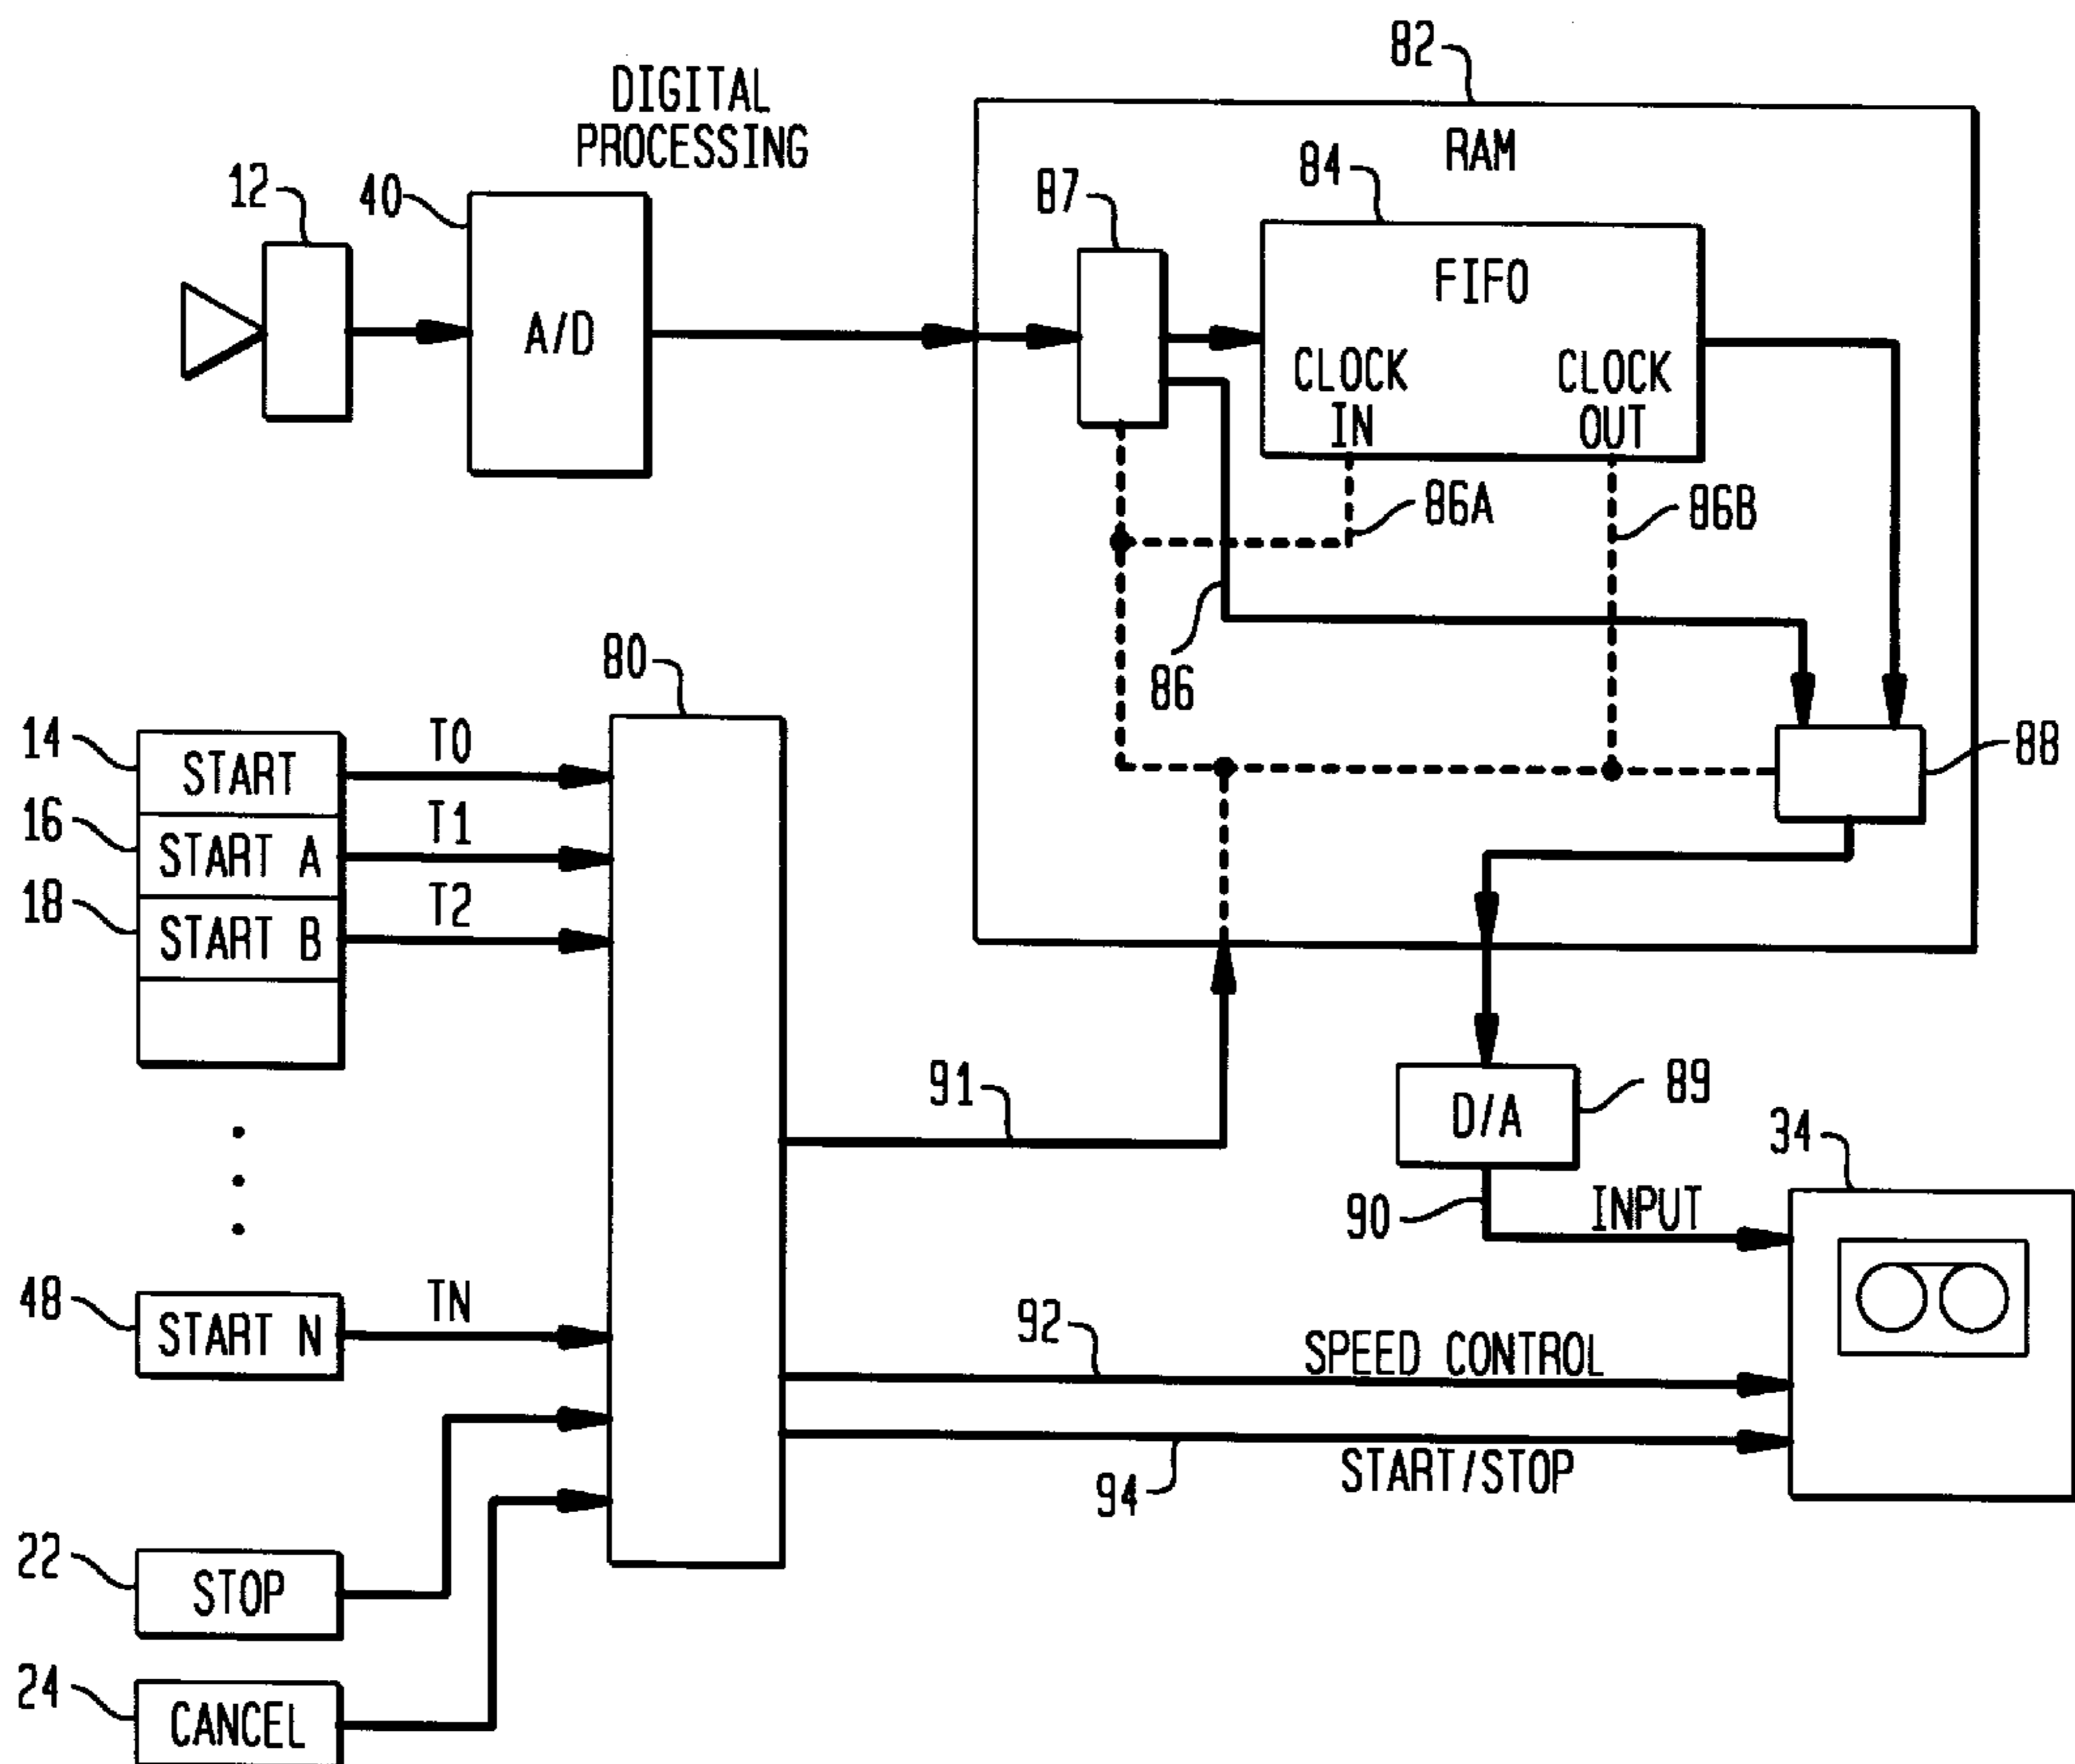 DIGITAL
PROCESSING
82
RAM
12
40
87
84
A/D
FIFO
CLOCK
IN
CLOCK
OUT
86A
86B
86
80
88
14
START
T0
16
START A
T1
18
START B
T2
91
89
D/A
34
90
INPUT
48
START N
TN
92
SPEED CONTROL
94
START/STOP
22
STOP
24
CANCEL